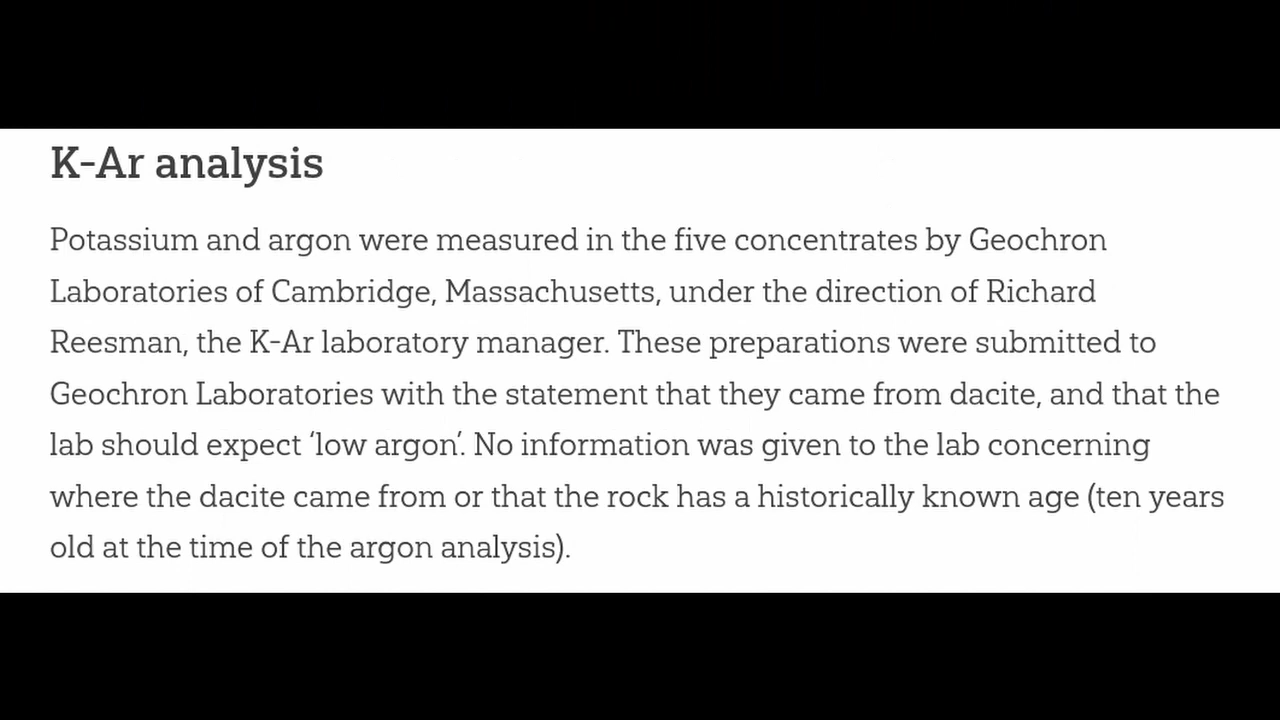 K-Ar analysis
Potassium and argon were measured in the five concentrates by Geochron
Laboratories of Cambridge, Massachusetts, under the direction of Richard
Reesman, the K-Ar laboratory manager. These preparations were submitted to
Geochron Laboratories with the statement that they came from dacite, and that the
lab should expect ‘low argon’. No information was given to the lab concerning
where the dacite came from or that the rock has a historically known age (ten years
old at the time of the argon analysis).